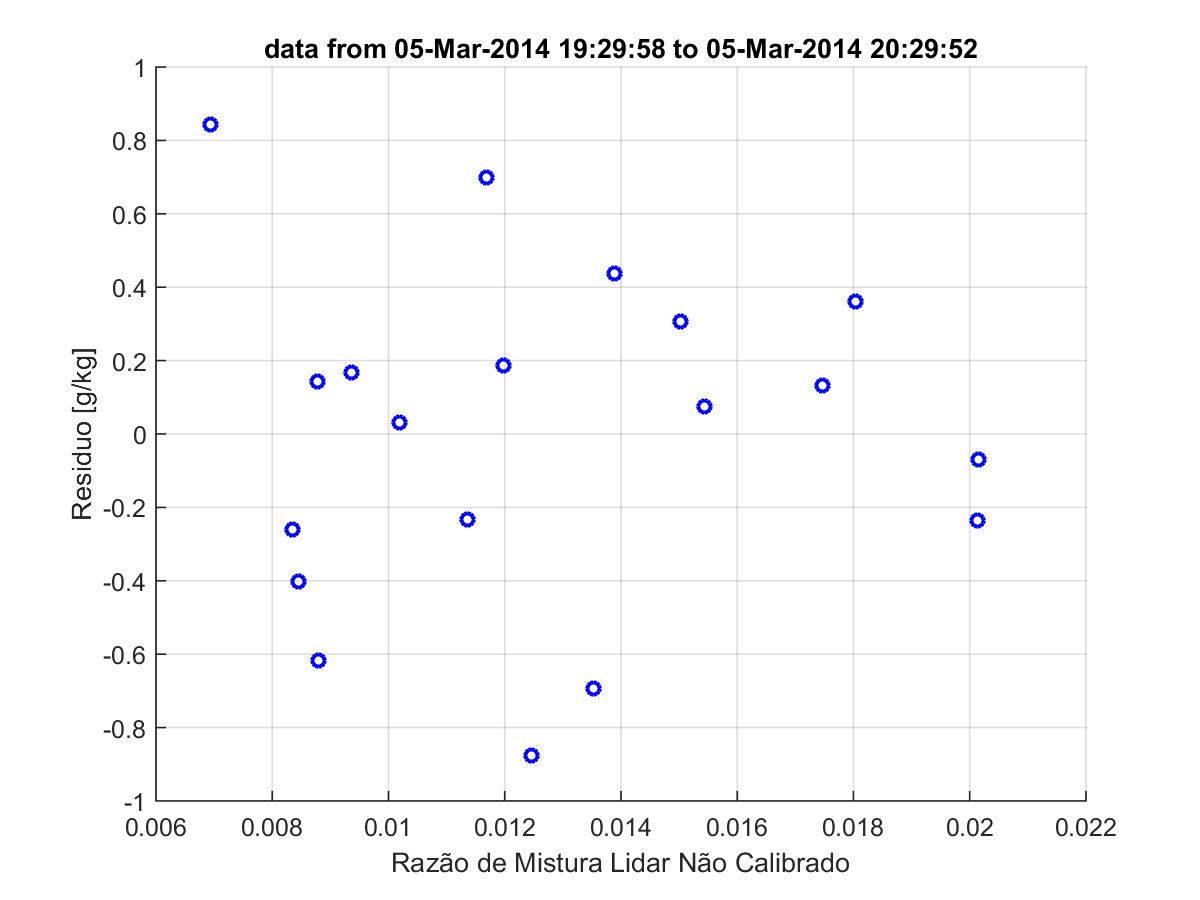 data from 05-Mar-2014 19:29:58 to 05-Mar-2014 20:29:52
1
0.8
0.6
0.4
0.2
0
-0.2
-0.4
-0.6
-0.8
-1
Residuo [g/kg]
0.006 0.008 0.01 0.012 0.014 0.016 0.018 0.02 0.022
Razão de Mistura Lidar Não Calibrado